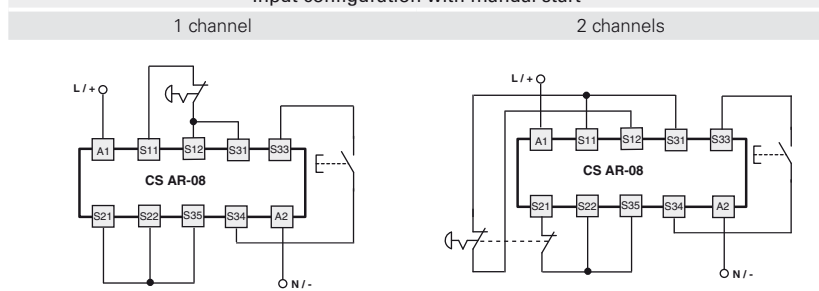 Input configuration with manual start
1 channel 2 channels
L / +
A1 S11 S12 S31 S33
CS AR-08
S21 S22 S35 S34 A2
N / -
L / +
A1 S11 S12 S31 S33
CS AR-08
S21 S22 S35 S34 A2
N / -